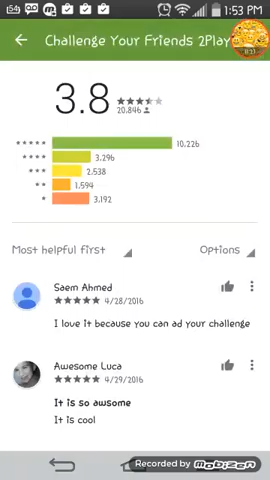 54
1:53 PM
Challenge Your Friends 2Play
3.8
20,846
10,226
3,296
2,538
1,594
3,192
Most helpful first
Options
Saem Ahmed
4/28/2016
I love it because you can ad your challenge
Awesome Luca
4/29/2016
It is so awsome
It is cool
Recorded by mobizen